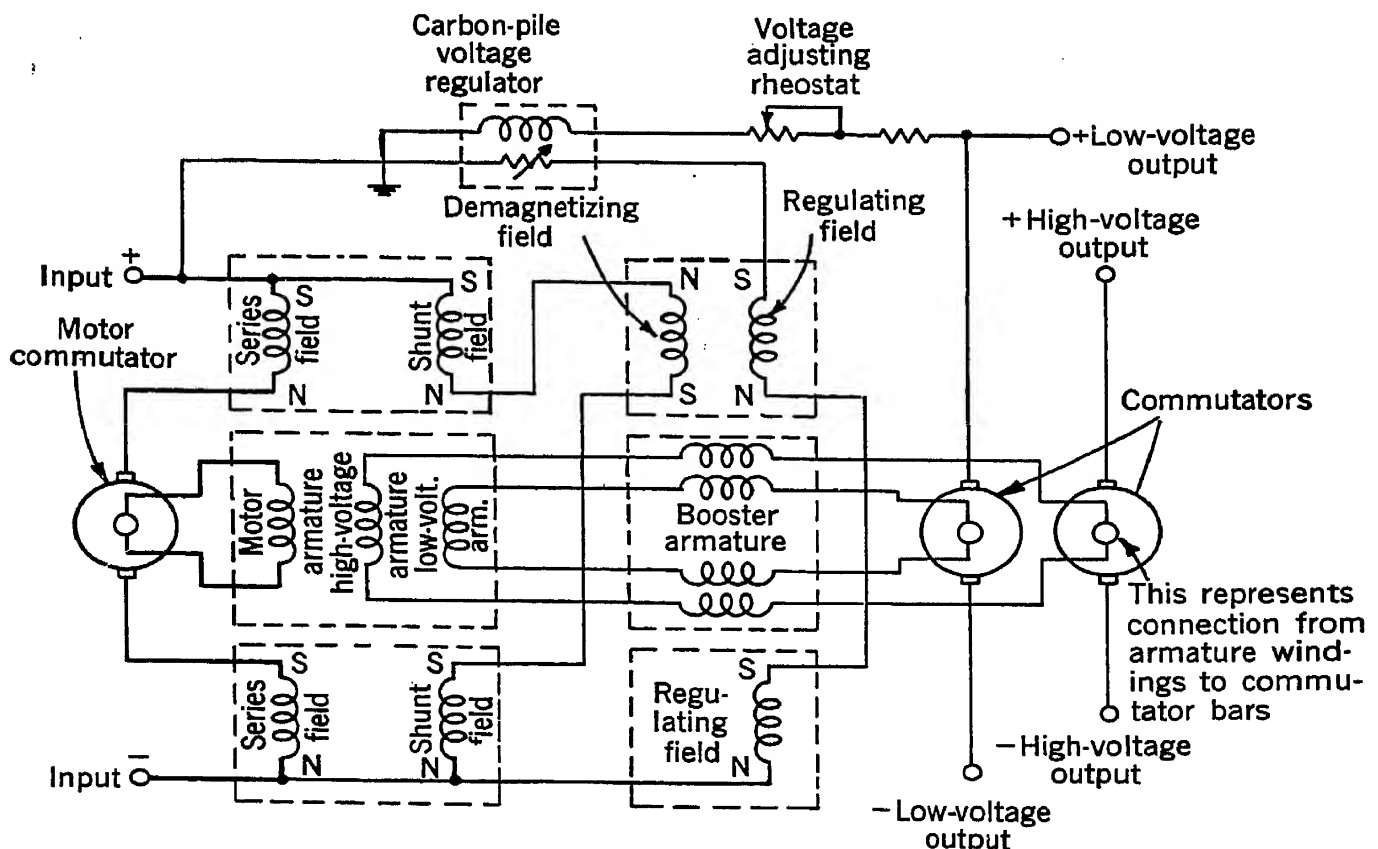 Carbon-pile
voltage
regulator
Voltage
adjusting
rheostat
+Low-voltage
output
Demagnetizing
field
Regulating
field
+High-voltage
output
Input +
N
S
S
S
Series
field
Shunt
field
Motor
commutator
N
N
S
N
Commutators
Motor
armature
high-voltage
armature
low-volt.
arm.
Booster
armature
This represents
connection from
armature wind-
ings to commu-
tator bars
S
S
S
Series
field
Shunt
field
Regu-
lating
field
N
N
N
Input −
−High-voltage
output
−Low-voltage
output